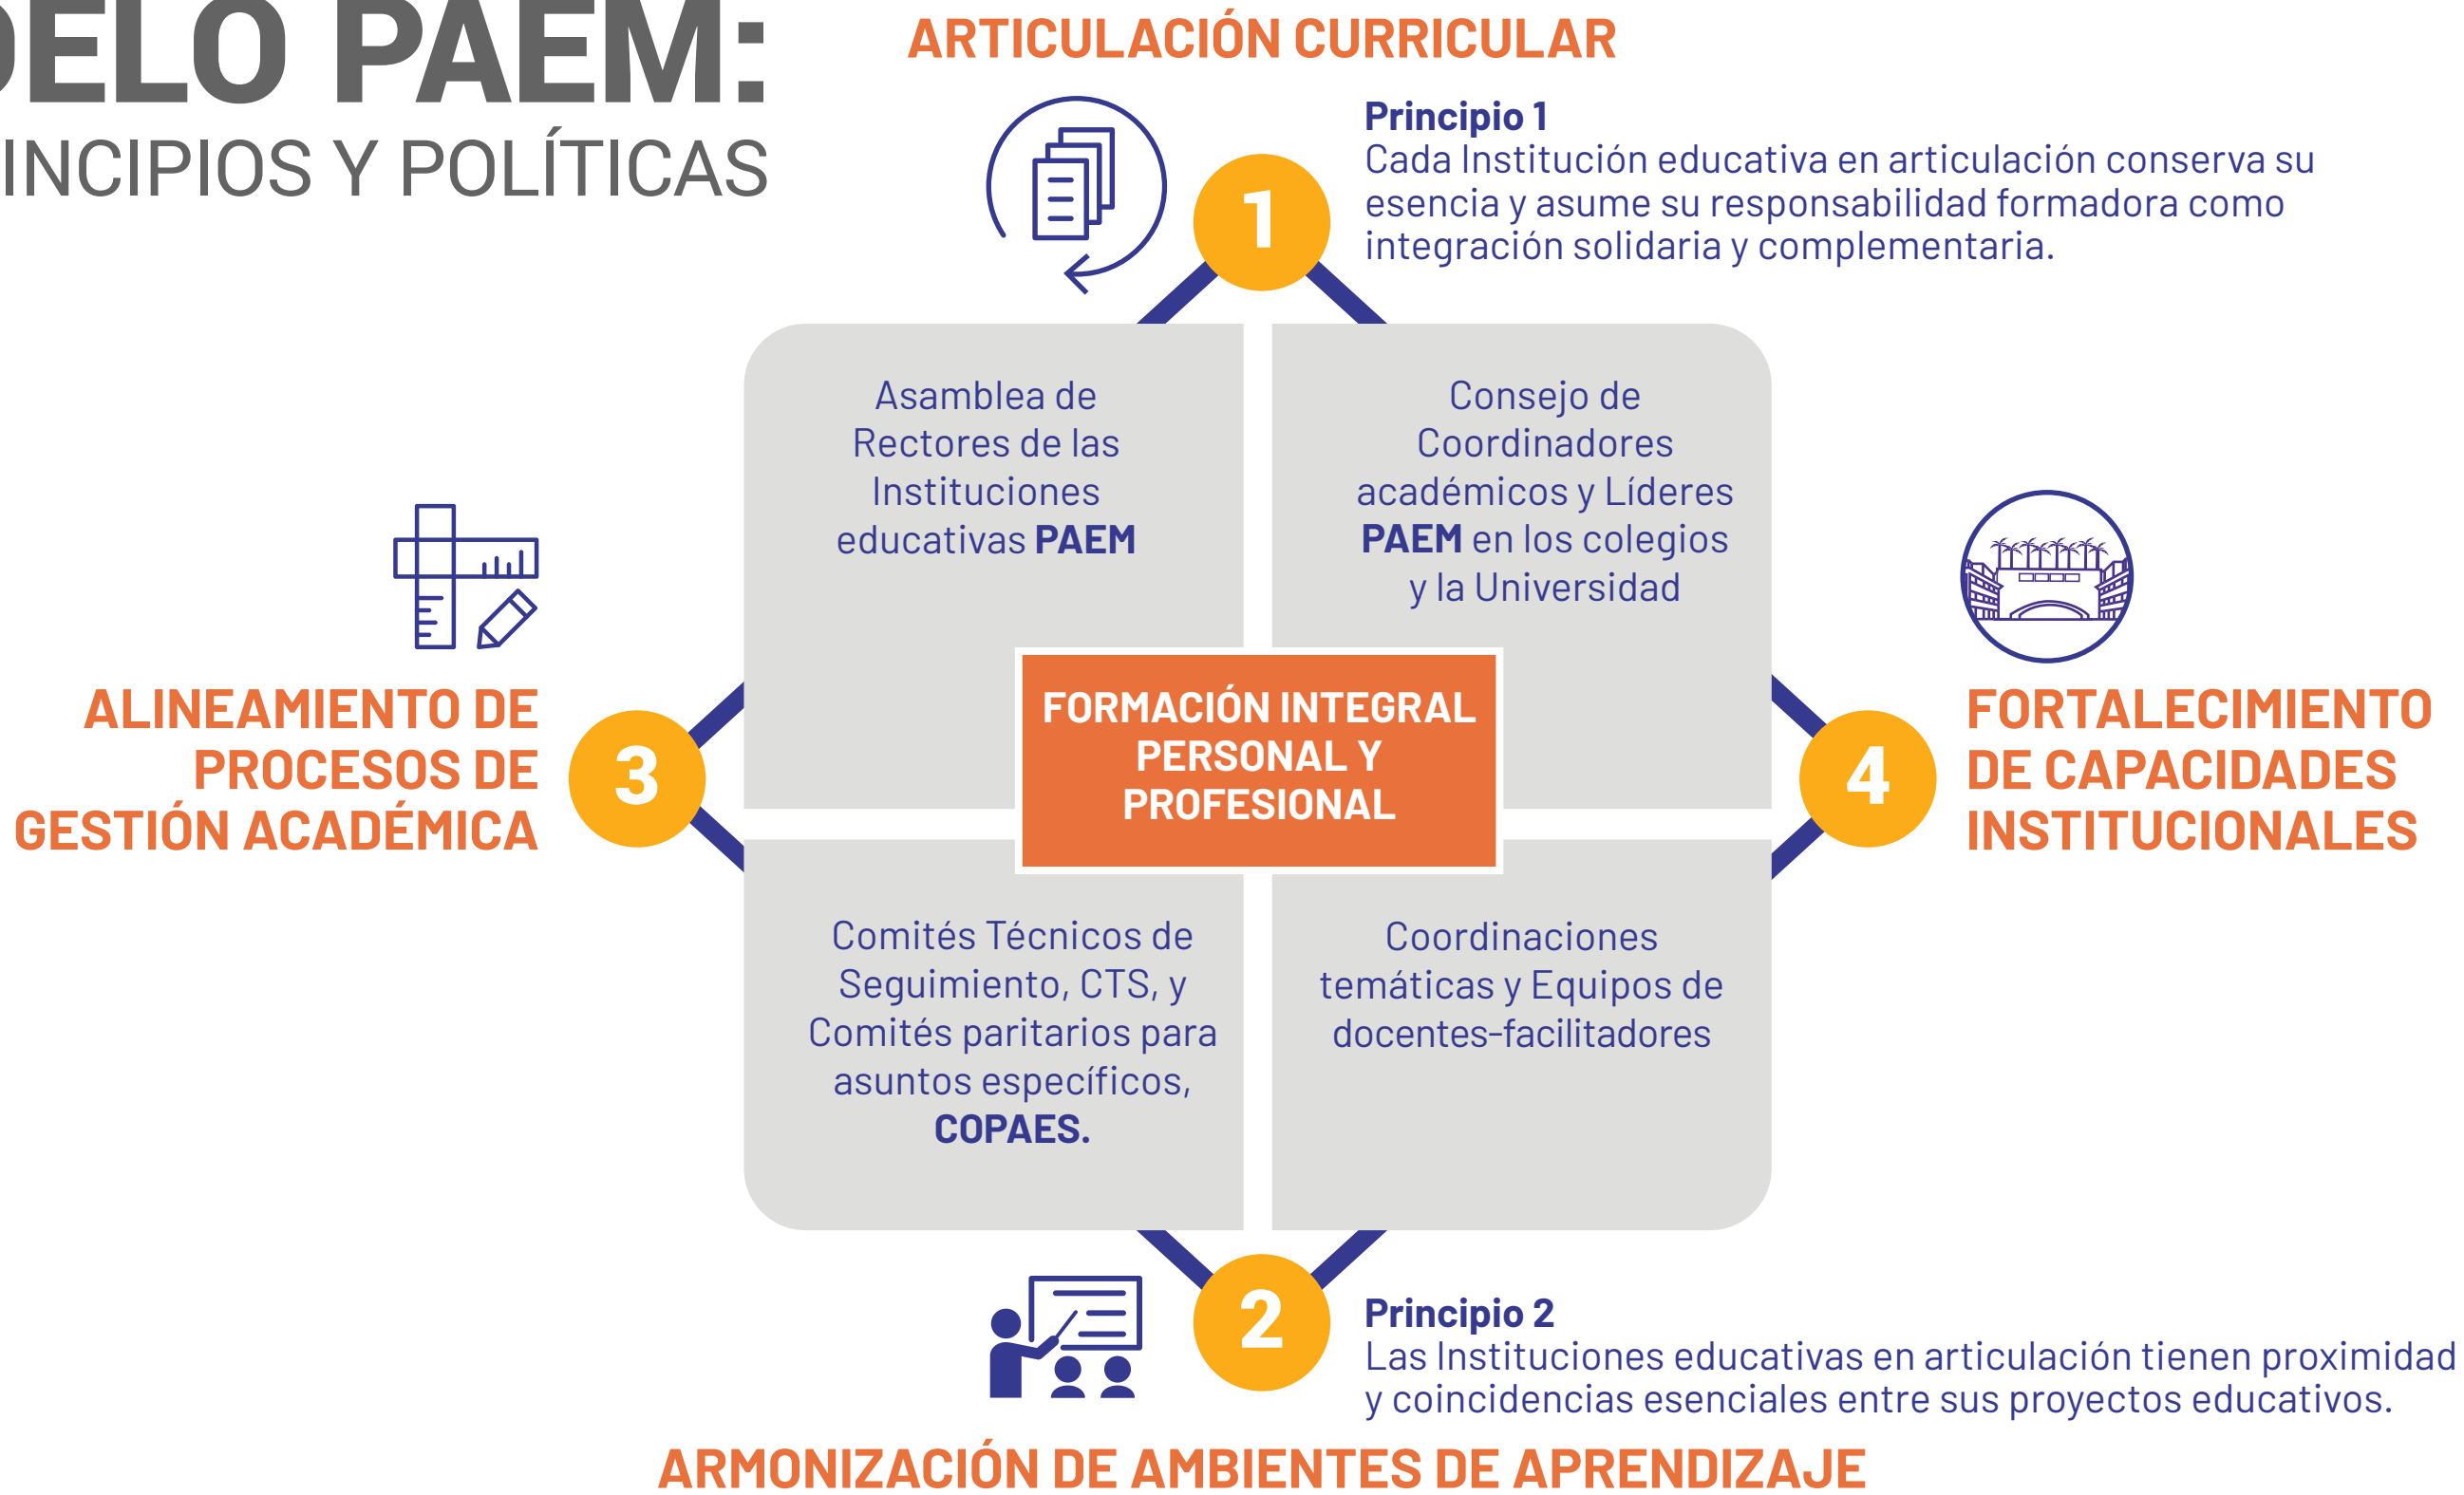 DELO PAEM:
INCIPIOS Y POLÍTICAS
ARTICULACIÓN CURRICULAR
1
Principio 1
Cada Institución educativa en articulación conserva su
esencia y asume su responsabilidad formadora como
integración solidaria y complementaria.
Asamblea de
Rectores de las
Instituciones
educativas PAEM
Consejo de
Coordinadores
académicos y Líderes
PAEM en los colegios
y la Universidad
3
ALINEAMIENTO DE
PROCESOS DE
GESTIÓN ACADÉMICA
FORMACIÓN INTEGRAL
PERSONAL Y
PROFESIONAL
4
FORTALECIMIENTO
DE CAPACIDADES
INSTITUCIONALES
Comités Técnicos de
Seguimiento, CTS, y
Comités paritarios para
asuntos específicos,
COPAES.
Coordinaciones
temáticas y Equipos de
docentes-facilitadores
2
Principio 2
Las Instituciones educativas en articulación tienen proximidad
y coincidencias esenciales entre sus proyectos educativos.
ARMONIZACIÓN DE AMBIENTES DE APRENDIZAJE